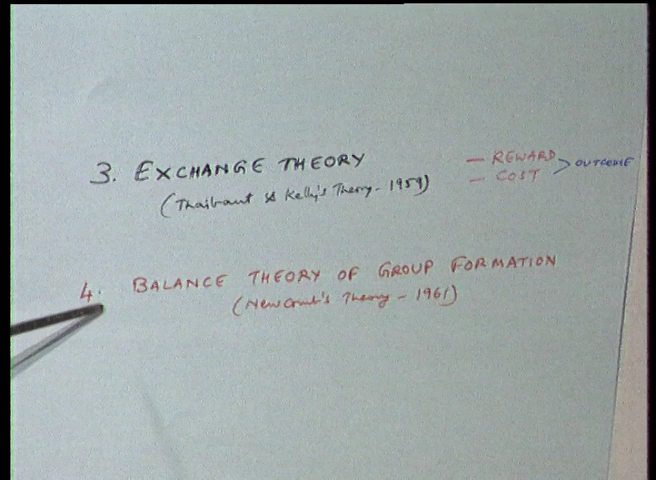 3. EXCHANGE THEORY
(Thaibaut & Kelly's Theory - 1959)
— REWARD
— COST
> OUTCOME
4. BALANCE THEORY OF GROUP FORMATION
(Newcomb's Theory - 1961)